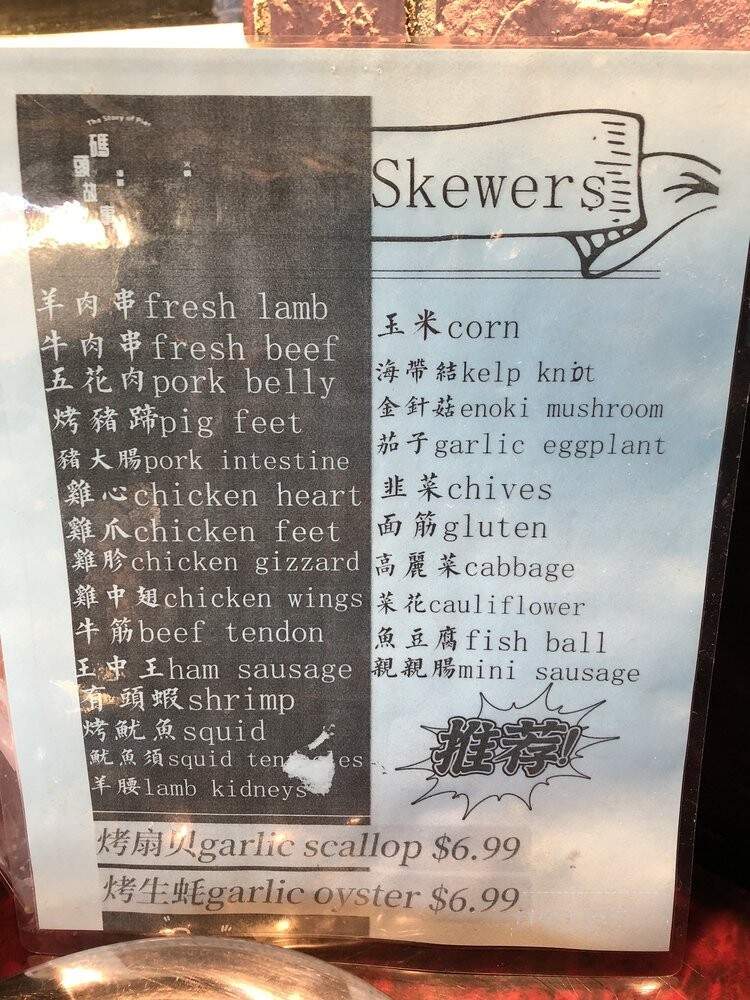 The Story of Pier
碼頭故事
Skewers
羊肉串fresh lamb
牛肉串fresh beef
五花肉pork belly
烤豬蹄pig feet
豬大腸pork intestine
雞心chicken heart
雞爪chicken feet
雞胗chicken gizzard
雞中翅chicken wings
牛筋beef tendon
王中王ham sausage
有頭蝦shrimp
烤魷魚squid
魷魚須squid
羊腰lamb kidneys
玉米corn
海帶結kelp knot
金針菇enoki mushroom
茄子garlic eggplant
韭菜chives
面筋gluten
高麗菜cabbage
菜花cauliflower
魚豆腐fish ball
親親腸mini sausage
推荐!
烤扇贝garlic scallop $6.99
烤生蚝garlic oyster $6.99